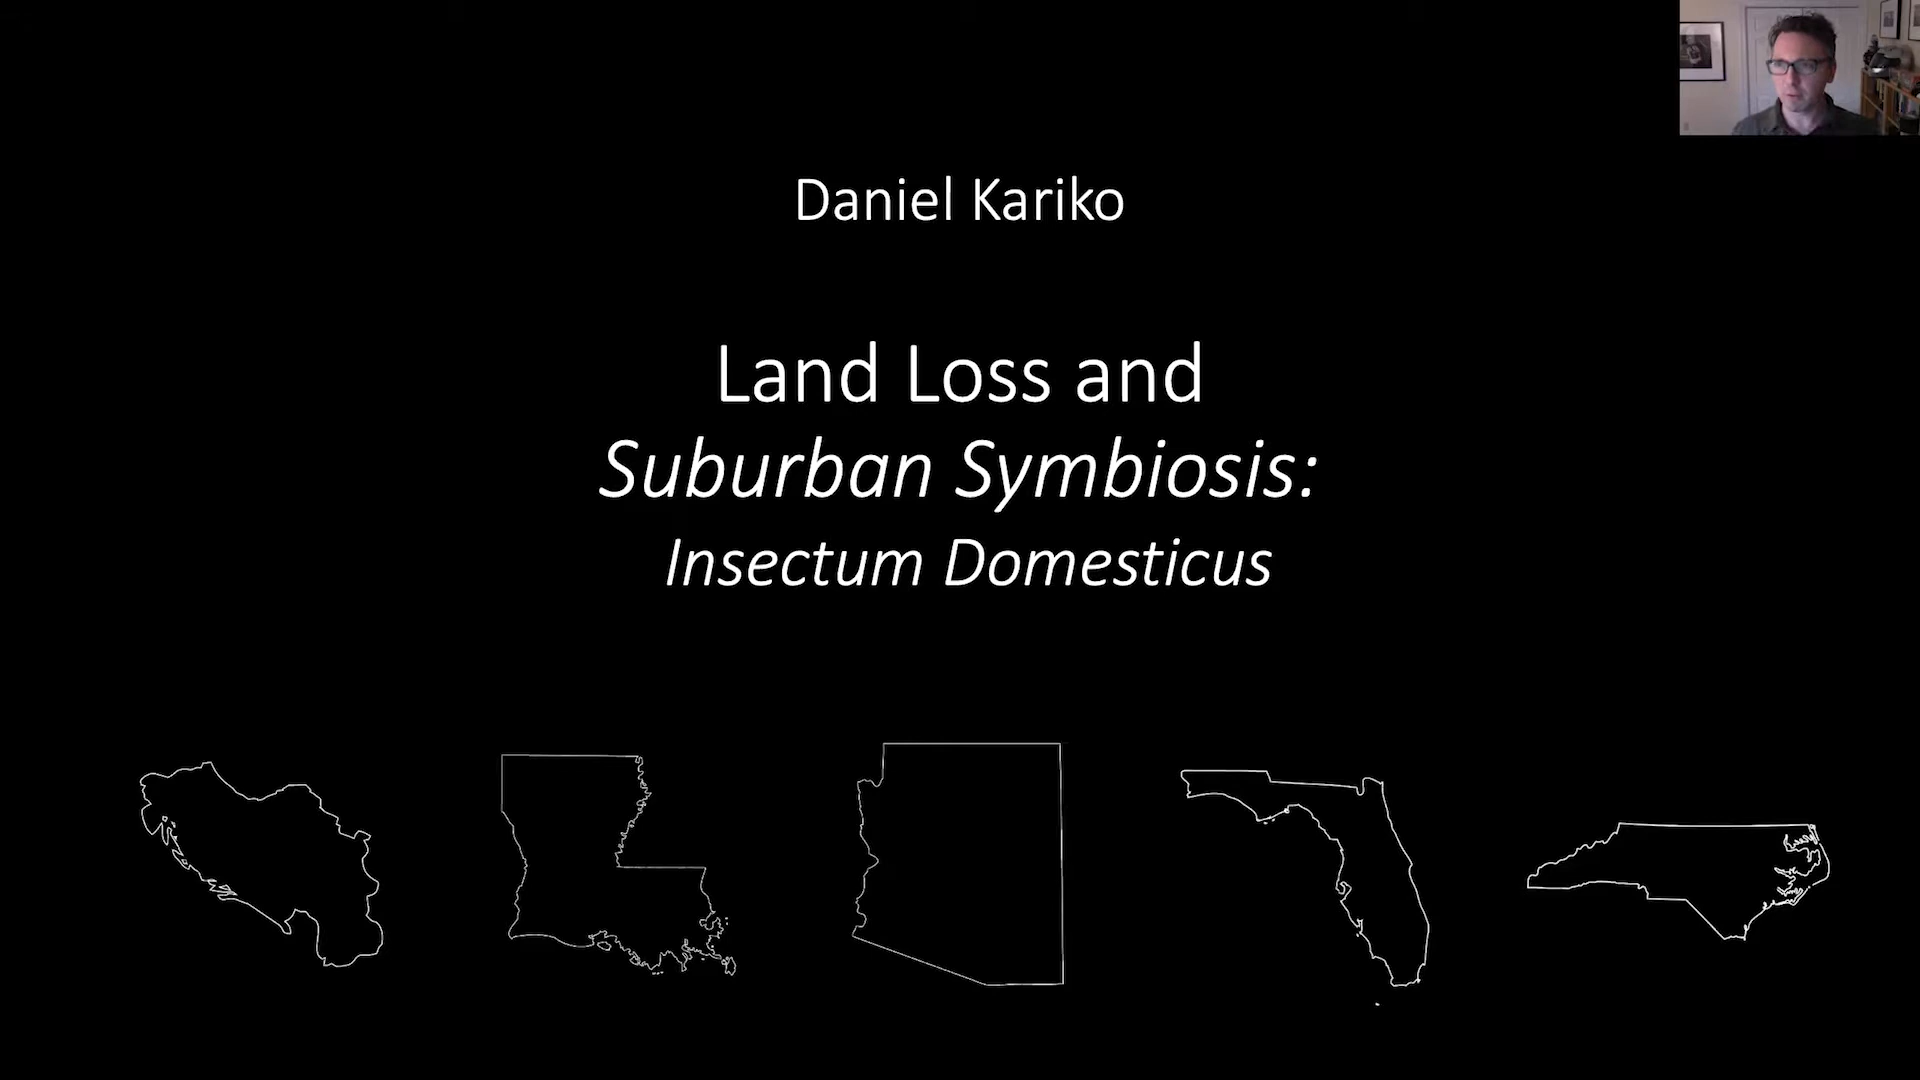 Daniel Kariko
Land Loss and
Suburban Symbiosis:
Insectum Domesticus